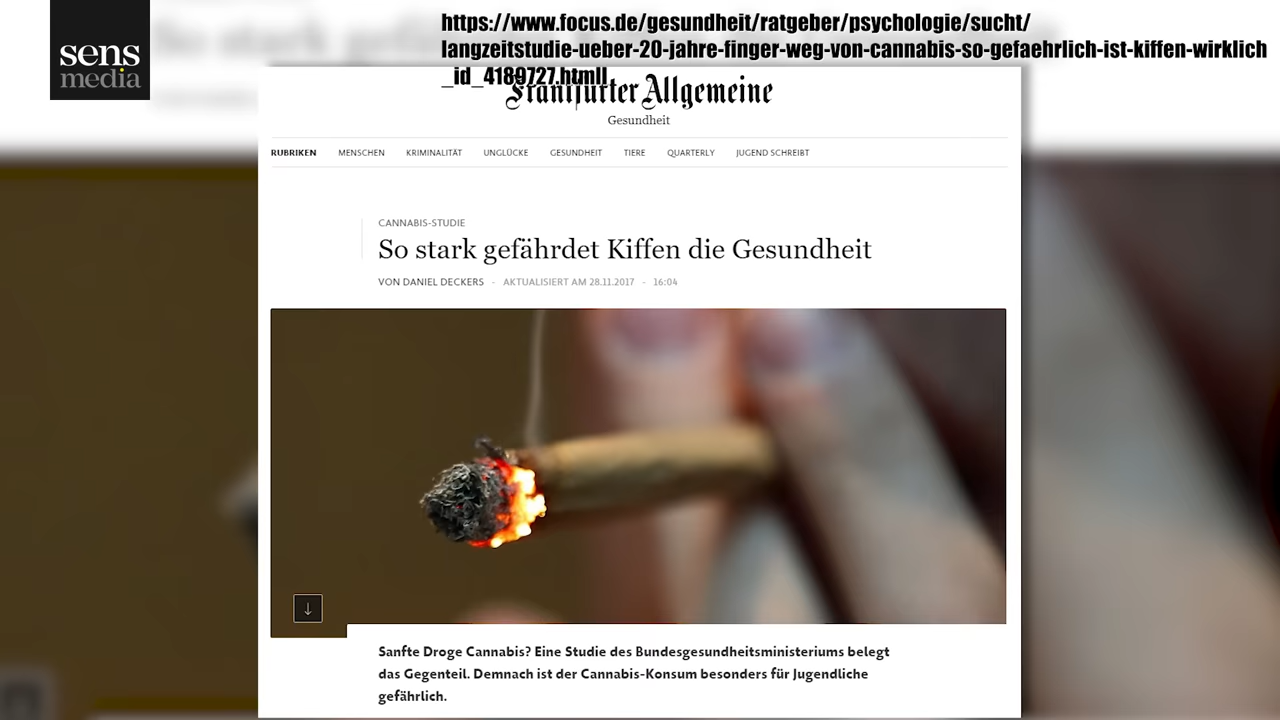 sens
media
https://www.focus.de/gesundheit/ratgeber/psychologie/sucht/
langzeitstudie-ueber-20-jahre-finger-weg-von-cannabis-so-gefaehrlich-ist-kiffen-wirklich
_id_4189727.htmll
Frankfurter Allgemeine
Gesundheit
RUBRIKEN MENSCHEN KRIMINALITÄT UNGLÜCKE GESUNDHEIT TIERE QUARTERLY JUGEND SCHREIBT
CANNABIS-STUDIE
So stark gefährdet Kiffen die Gesundheit
VON DANIEL DECKERS - AKTUALISIERT AM 28.11.2017 - 16:04
Sanfte Droge Cannabis? Eine Studie des Bundesgesundheitsministeriums belegt
das Gegenteil. Demnach ist der Cannabis-Konsum besonders für Jugendliche
gefährlich.